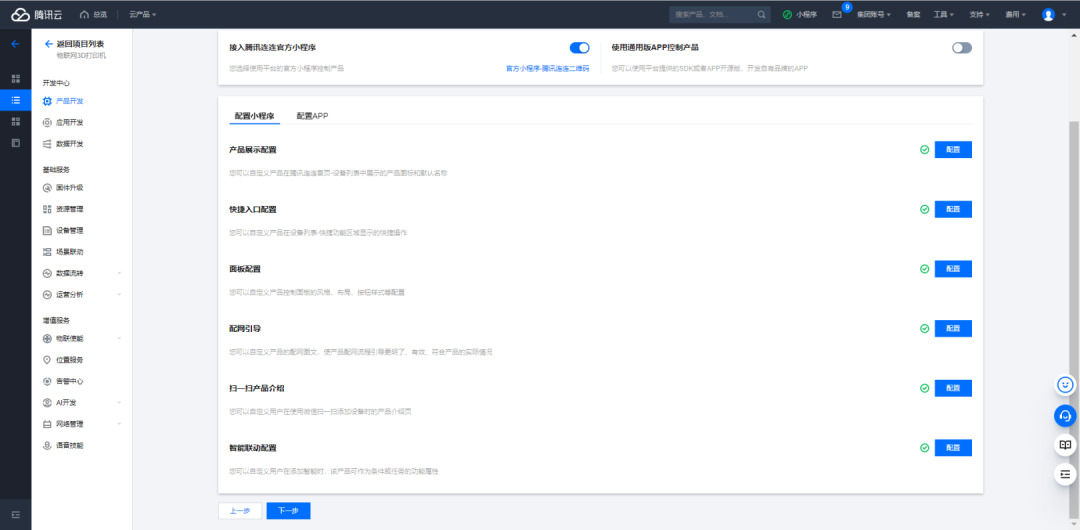 腾讯云 总览 云产品 搜索产品、文档... 小程序 9 集团账号 备案 工具 支持 费用
返回项目列表
物联网3D打印机
开发中心
产品开发
应用开发
数据开发
基础服务
固件升级
资源管理
设备管理
场景联动
数据流转
运营分析
增值服务
物联使能
位置服务
告警中心
AI开发
网络管理
语音技能
接入腾讯连连官方小程序
您选择使用平台的官方小程序控制产品 官方小程序-腾讯连连二维码
使用通用版APP控制产品
您可以使用平台提供的SDK或者APP开源版，开发自有品牌的APP
配置小程序 配置APP
产品展示配置 配置
您可以自定义产品在腾讯连连首页-设备列表中展示的产品图标和默认名称
快捷入口配置 配置
您可以自定义产品在设备列表-快捷功能区域显示的快捷操作
面板配置 配置
您可以自定义产品控制面板的风格、布局、按钮样式等配置
配网引导 配置
您可以自定义产品的配网图文，使产品配网流程引导更明了、有效、符合产品的实际情况
扫一扫产品介绍 配置
您可以自定义用户在使用微信扫一扫添加设备时的产品介绍页
智能联动配置 配置
您可以自定义用户在添加智能时，该产品可作为条件或任务的功能属性
上一步 下一步